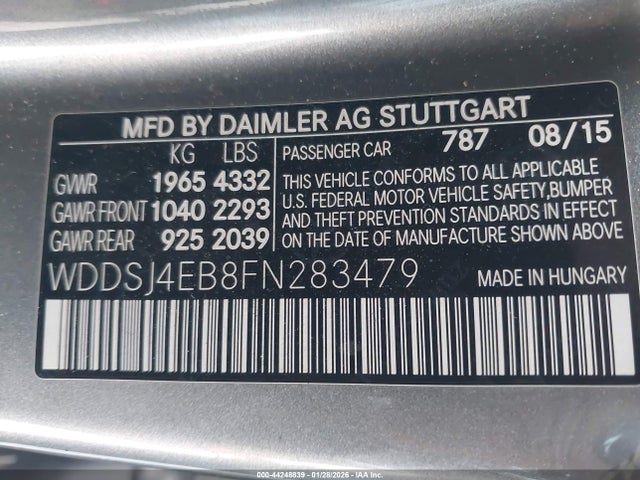 MFD BY DAIMLER AG STUTTGART
KG LBS
GVWR 1965 4332
GAWR FRONT 1040 2293
GAWR REAR 925 2039
PASSENGER CAR 787 08/15
THIS VEHICLE CONFORMS TO ALL APPLICABLE
U.S. FEDERAL MOTOR VEHICLE SAFETY, BUMPER
AND THEFT PREVENTION STANDARDS IN EFFECT
ON THE DATE OF MANUFACTURE SHOWN ABOVE
WDDSJ4EB8FN283479
MADE IN HUNGARY
000-44248839 | 01/28/2026 | IAAHC